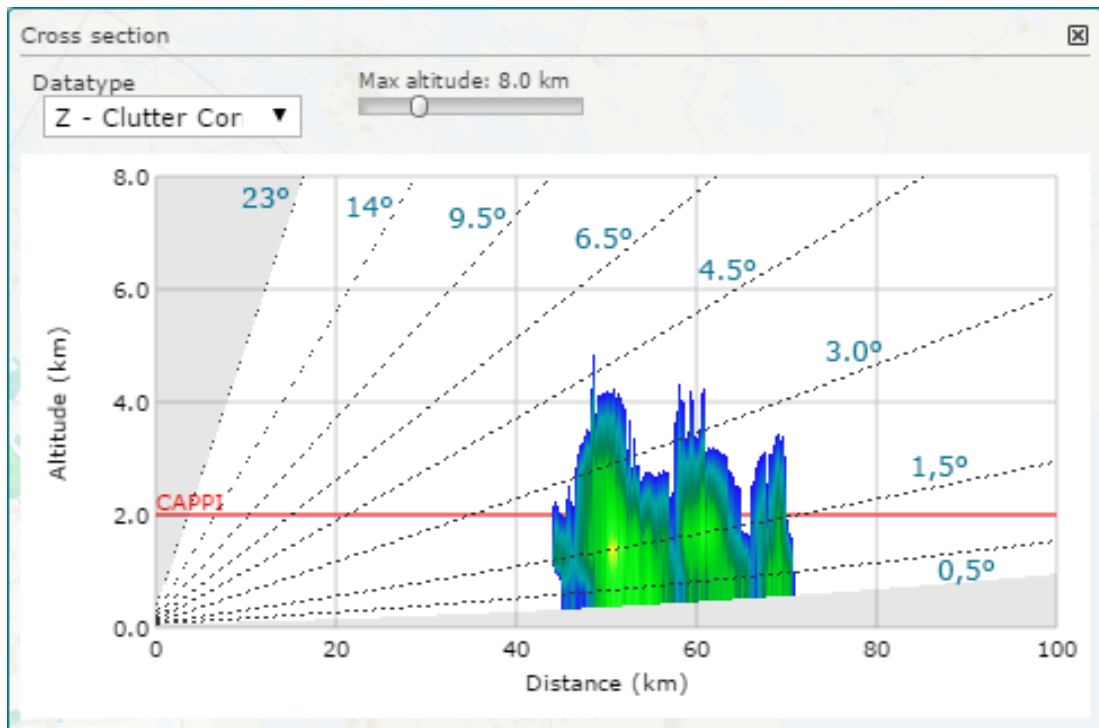 Cross section
Datatype
Max altitude: 8.0 km
Z - Clutter Cor
8.0
6.0
4.0
2.0
0.0
Altitude (km)
23º
14º
9.5º
6.5º
4.5º
3.0º
1,5º
0,5º
CAPPI
0
20
40
60
80
100
Distance (km)